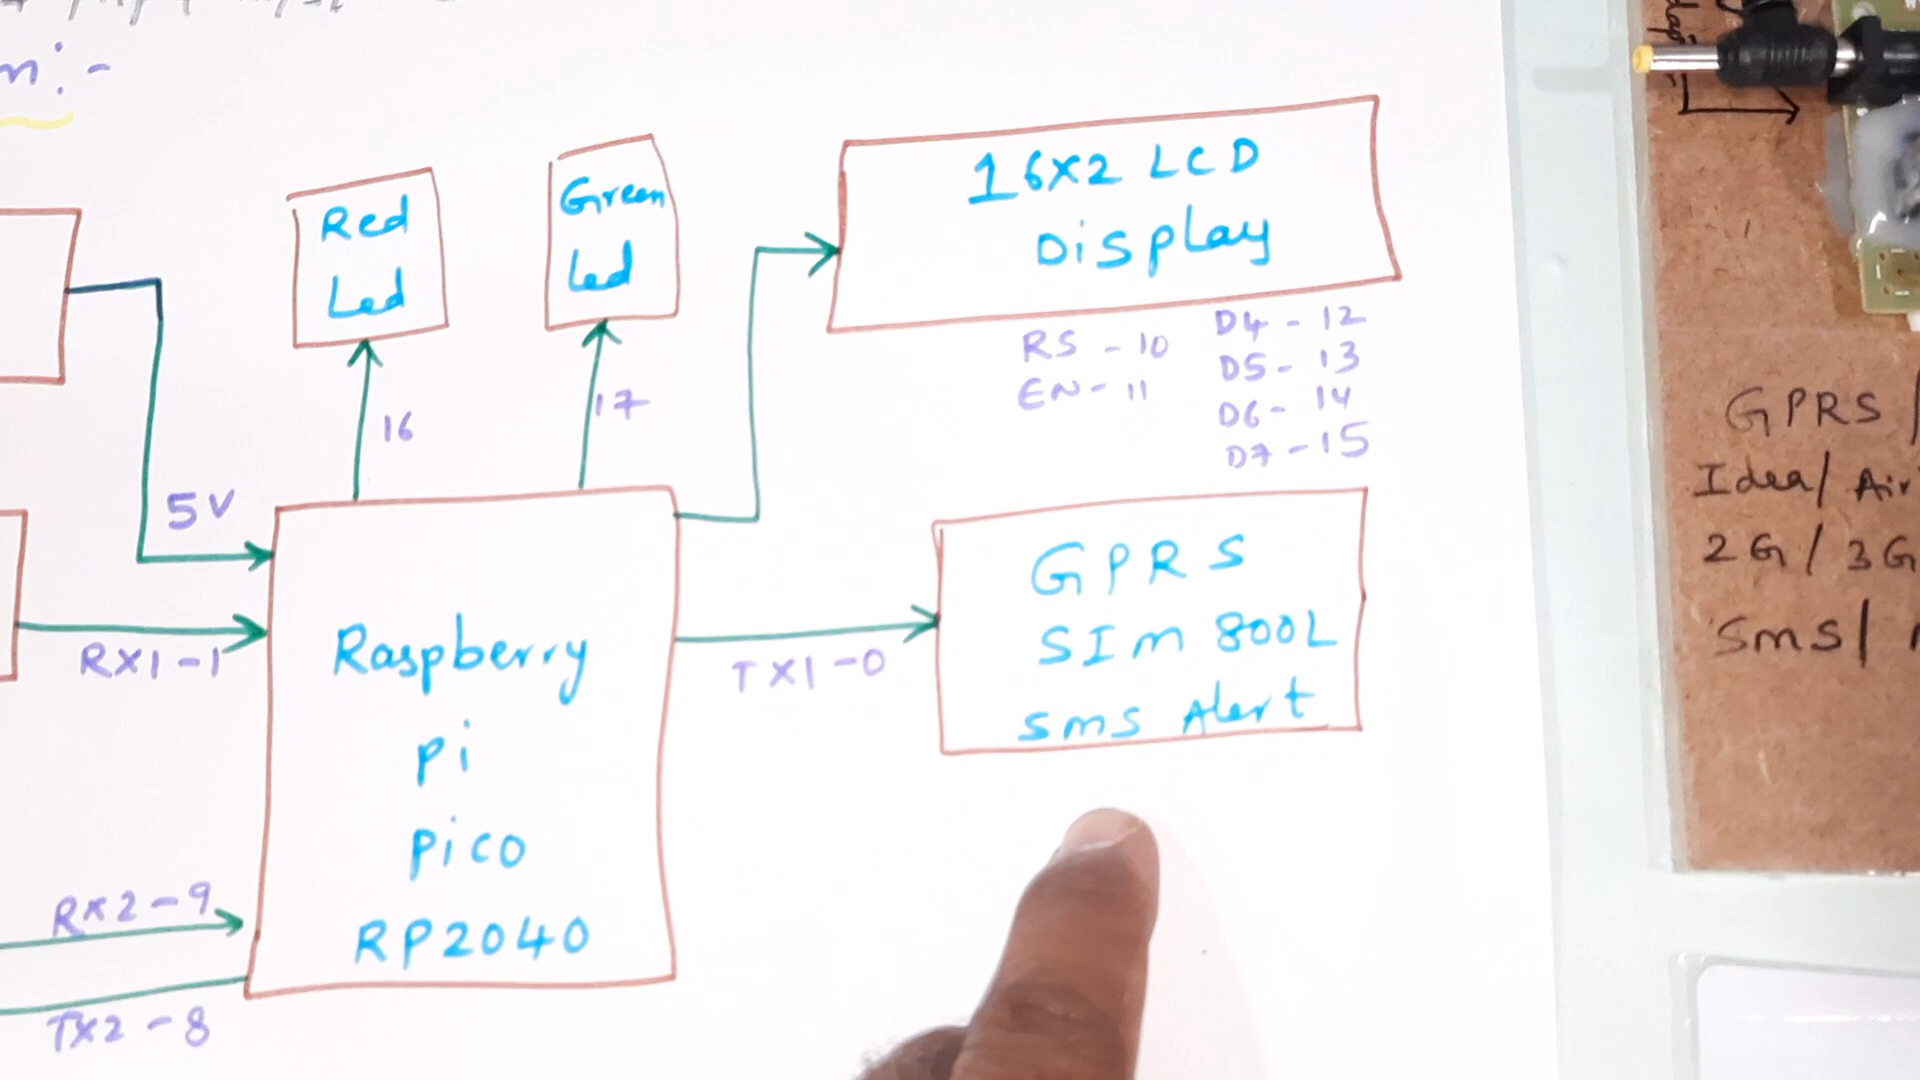 Red
Led
Green
Led
16X2 LCD
Display
RS - 10
EN - 11
D4 - 12
D5 - 13
D6 - 14
D7 - 15
16
17
5V
RX1 - 1
Raspberry
Pi
Pico
RP2040
TX1 - 0
GPRS
SIM 800L
SMS Alert
RX2 - 9
TX2 - 8
GPRS /
Idea/
2G / 3G
SMS/